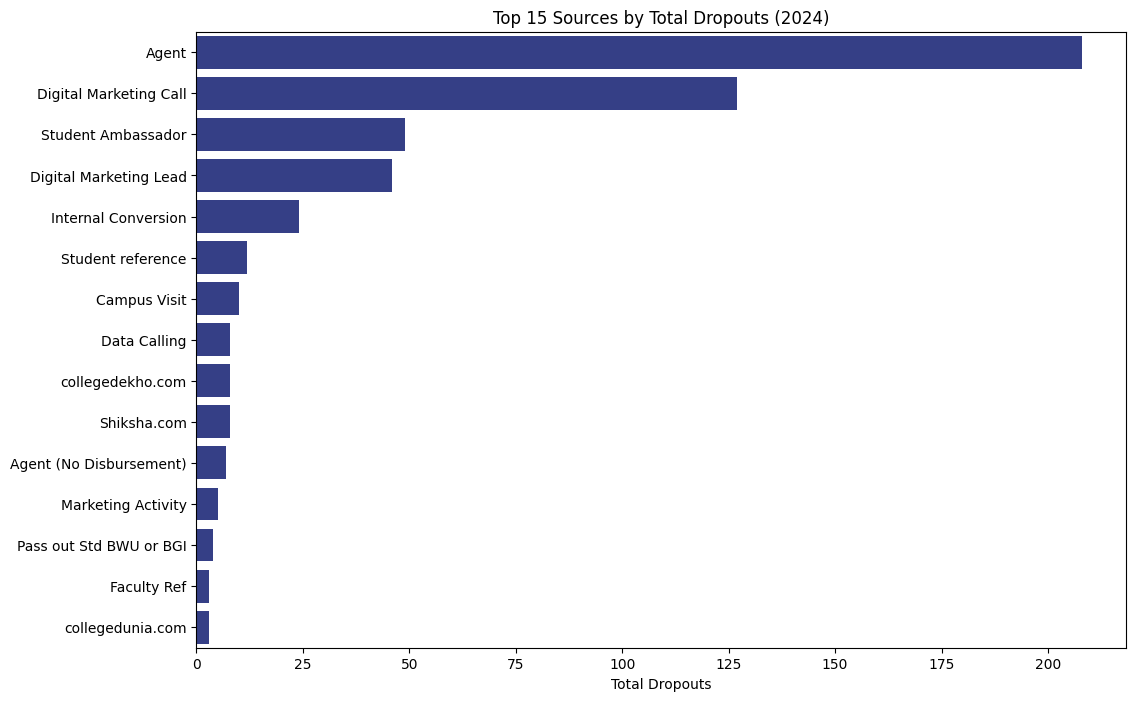 Top 15 Sources by Total Dropouts (2024)
Agent
Digital Marketing Call
Student Ambassador
Digital Marketing Lead
Internal Conversion
Student reference
Campus Visit
Data Calling
collegedekho.com
Shiksha.com
Agent (No Disbursement)
Marketing Activity
Pass out Std BWU or BGI
Faculty Ref
collegedunia.com
0 25 50 75 100 125 150 175 200
Total Dropouts